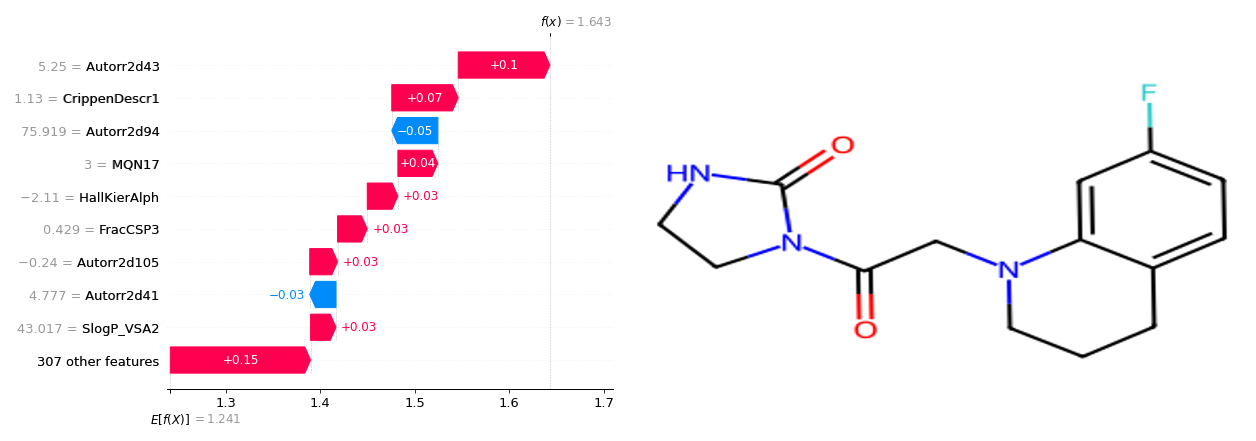 f(x) = 1.643
5.25 = Autorr2d43
+0.1
1.13 = CrippenDescr1
+0.07
75.919 = Autorr2d94
−0.05
3 = MQN17
+0.04
−2.11 = HallKierAlph
+0.03
0.429 = FracCSP3
+0.03
−0.24 = Autorr2d105
+0.03
4.777 = Autorr2d41
−0.03
43.017 = SlogP_VSA2
+0.03
307 other features
+0.15
1.3 1.4 1.5 1.6 1.7
E[f(X)] = 1.241
F
O
HN
N
N
O